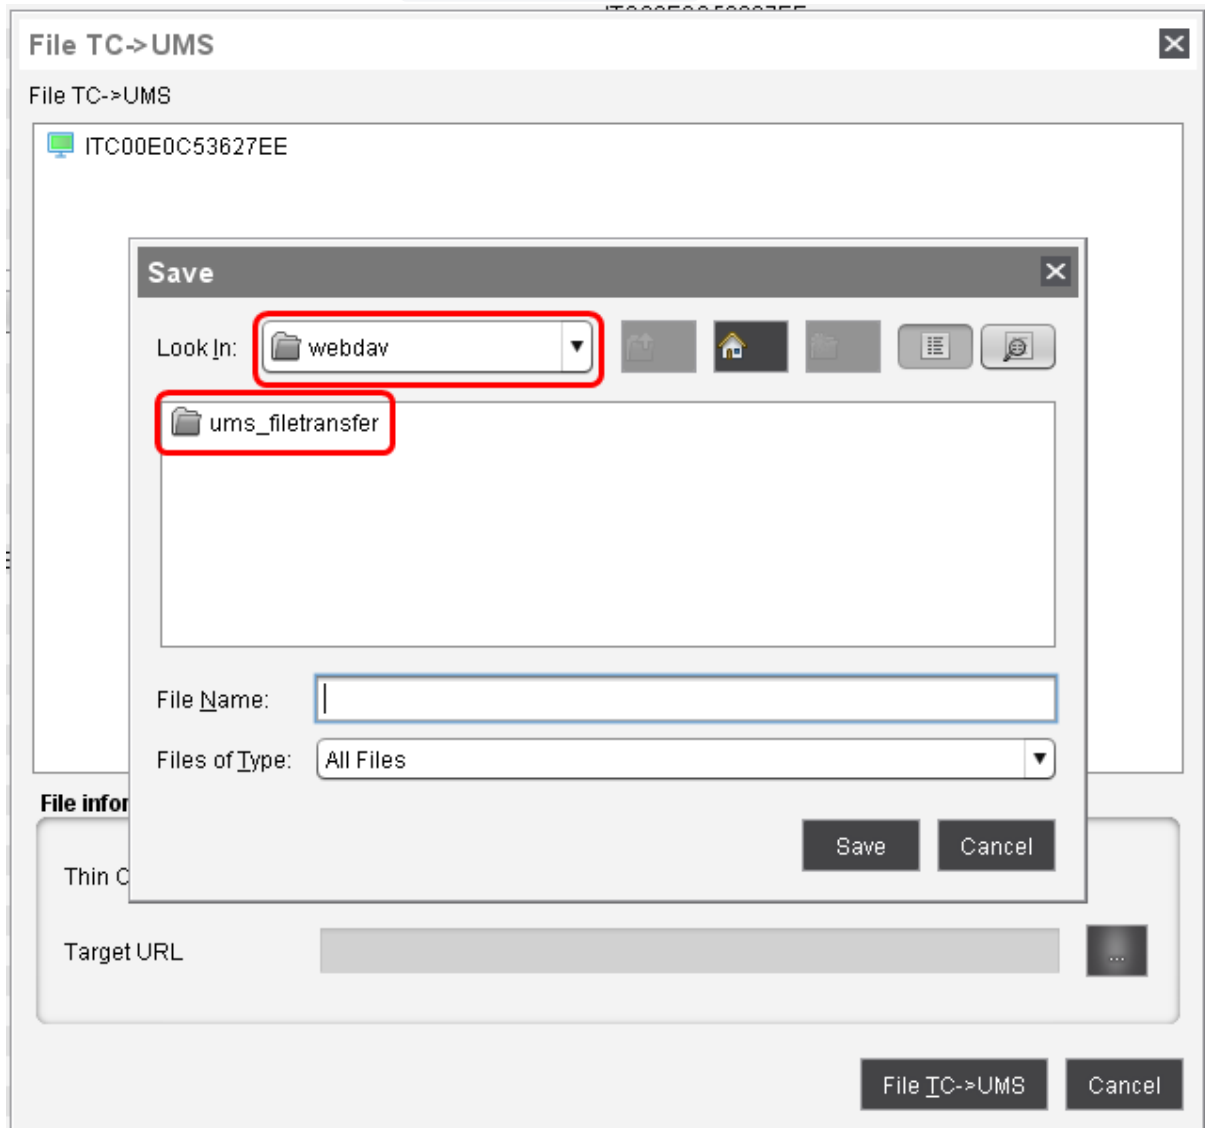 File TC->UMS
File TC->UMS
ITC00E0C53627EE
Save
Look In:
webdav
ums_filetransfer
File Name:
Files of Type:
All Files
Save
Cancel
File infor
Thin C
Target URL
...
File TC->UMS
Cancel